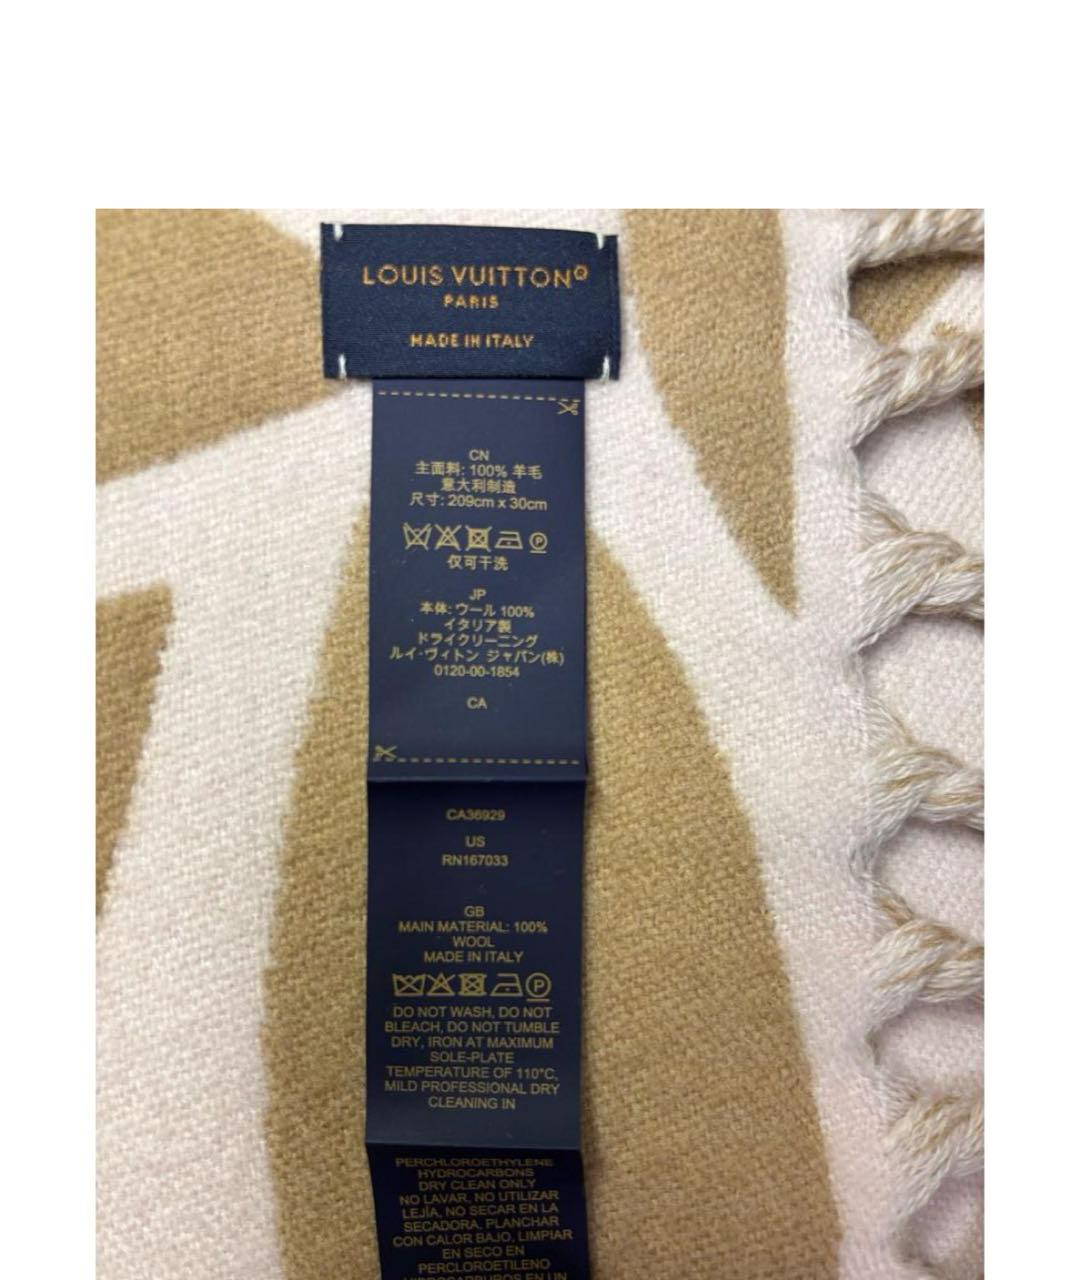 LOUIS VUITTON®
PARIS
MADE IN ITALY
CN
主面料: 100% 羊毛
意大利制造
尺寸: 209cm x 30cm
仅可干洗
JP
本体: ウール 100%
イタリア製
ドライクリーニング
ルイ·ヴィトン ジャパン(株)
0120-00-1854
CA
CA36929
US
RN167033
GB
MAIN MATERIAL: 100%
WOOL
MADE IN ITALY
DO NOT WASH, DO NOT
BLEACH, DO NOT TUMBLE
DRY, IRON AT MAXIMUM
SOLE-PLATE
TEMPERATURE OF 110°C,
MILD PROFESSIONAL DRY
CLEANING IN
PERCHLOROETHYLENE
HYDROCARBONS
DRY CLEAN ONLY
NO LAVAR, NO UTILIZAR
LEJÍA, NO SECAR EN LA
SECADORA, PLANCHAR
CON CALOR BAJO, LIMPIAR
EN SECO EN
PERCLOROETILENO
HIDROCARBUROS EN UN